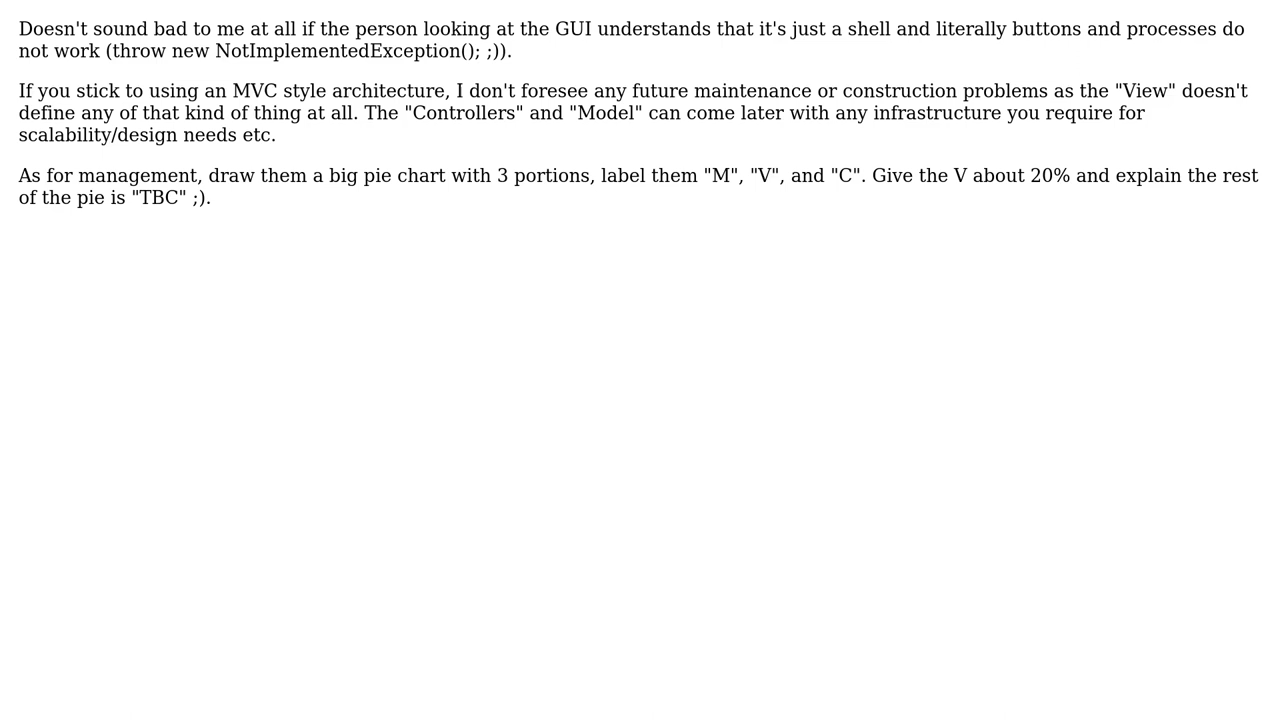 Doesn't sound bad to me at all if the person looking at the GUI understands that it's just a shell and literally buttons and processes do
not work (throw new NotImplementedException(); ;)).
If you stick to using an MVC style architecture, I don't foresee any future maintenance or construction problems as the "View" doesn't
define any of that kind of thing at all. The "Controllers" and "Model" can come later with any infrastructure you require for
scalability/design needs etc.
As for management, draw them a big pie chart with 3 portions, label them "M", "V", and "C". Give the V about 20% and explain the rest
of the pie is "TBC" ;).